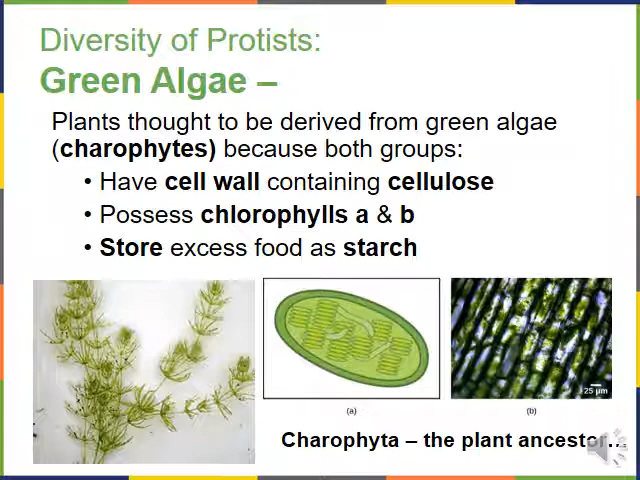 Diversity of Protists:
Green Algae –
Plants thought to be derived from green algae
(charophytes) because both groups:
• Have cell wall containing cellulose
• Possess chlorophylls a & b
• Store excess food as starch
25 µm
(a)
(b)
Charophyta – the plant ancestor…